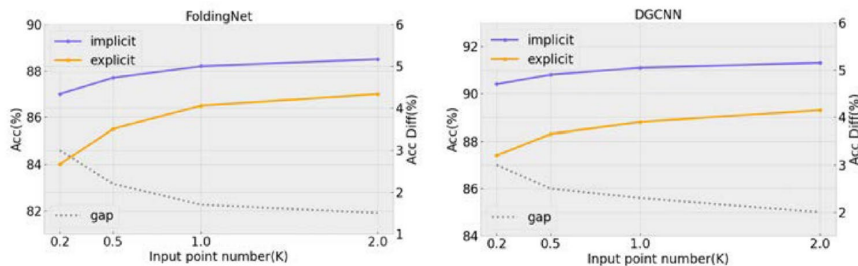 FoldingNet
90
88
86
84
82
Acc(%)
implicit
explicit
gap
6
5
4
3
2
1
Acc Diff(%)
0.2 0.5 1.0 2.0
Input point number(K)
DGCNN
92
90
88
86
84
Acc(%)
implicit
explicit
gap
6
5
4
3
2
Acc Diff(%)
0.2 0.5 1.0 2.0
Input point number(K)